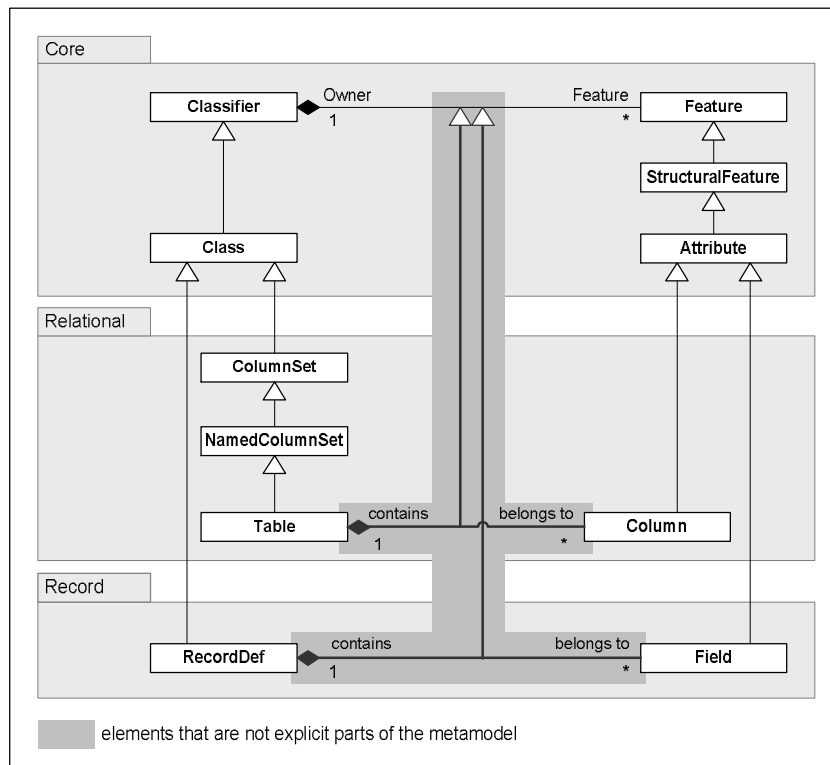 Core
Classifier
Owner
Feature
Feature
1
*
StructuralFeature
Class
Attribute
Relational
ColumnSet
NamedColumnSet
contains
belongs to
Table
Column
1
*
Record
contains
belongs to
RecordDef
Field
1
*
elements that are not explicit parts of the metamodel